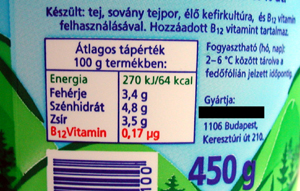 Készült: tej, sovány tejpor, élő kefirkultúra, és B12 vitamin
felhasználásával. Hozzáadott B12 vitamint tartalmaz.
Átlagos tápérték
100 g termékben:
Energia 270 kJ/64 kcal
Fehérje 3,4 g
Szénhidrát 4,8 g
Zsír 3,5 g
B12Vitamin 0,17 µg
Fogyasztható (hó, nap):
2–6 °C között tárolva a
fedőfólián jelzett időpontig.
Gyártja:
1106 Budapest,
Keresztúri út 210.
450 g
100